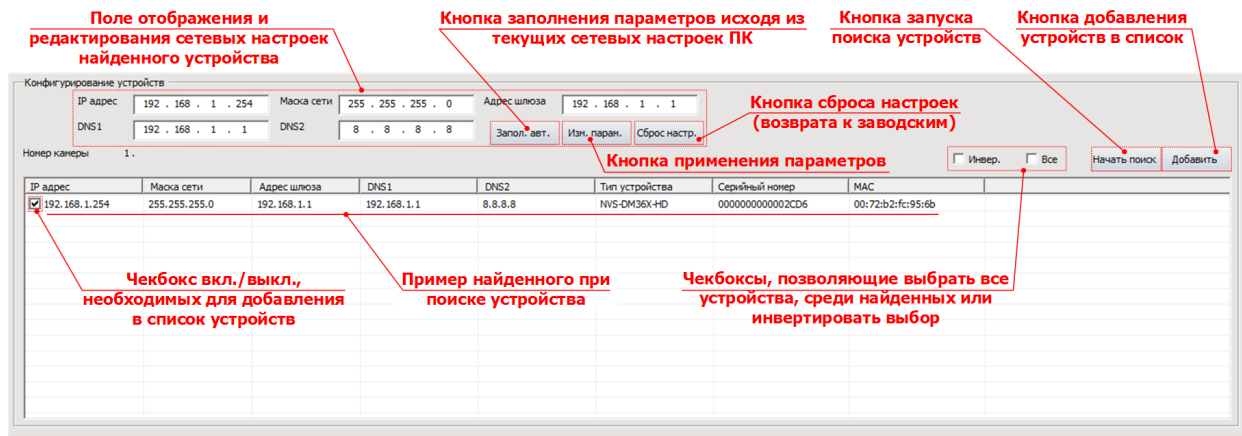 Поле отображения и
редактирования сетевых настроек
найденного устройства
Кнопка заполнения параметров исходя из
текущих сетевых настроек ПК
Кнопка запуска
поиска устройств
Кнопка добавления
устройств в список
Конфигурирование устройств
IP адрес 192 . 168 . 1 . 254 Маска сети 255 . 255 . 255 . 0 Адрес шлюза 192 . 168 . 1 . 1
DNS1 192 . 168 . 1 . 1 DNS2 8 . 8 . 8 . 8 Запол. авт. Изм. парам. Сброс настр.
Кнопка сброса настроек
(возврата к заводским)
Кнопка применения параметров
Номер камеры 1. Инвер. Все Начать поиск Добавить
IP адрес Маска сети Адрес шлюза DNS1 DNS2 Тип устройства Серийный номер MAC
192.168.1.254 255.255.255.0 192.168.1.1 192.168.1.1 8.8.8.8 NVS-DM36X-HD 0000000000002CD6 00:72:b2:fc:95:6b
Чекбокс вкл./выкл.,
необходимых для добавления
в список устройств
Пример найденного при
поиске устройства
Чекбоксы, позволяющие выбрать все
устройства, среди найденных или
инвертировать выбор